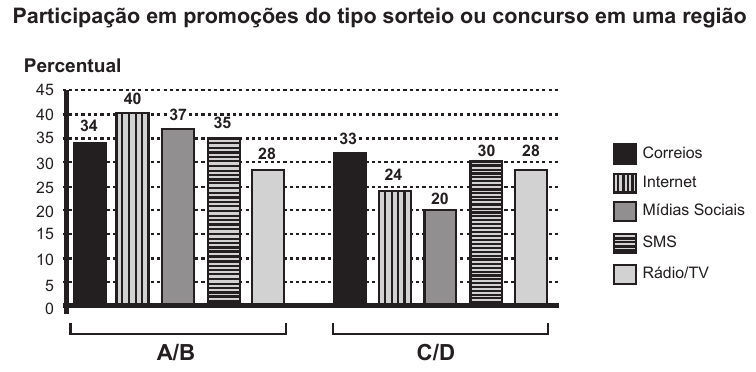 Participação em promoções do tipo sorteio ou concurso em uma região
Percentual
45
40
35
30
25
20
15
10
5
0
34
40
37
35
28
33
24
20
30
28
A/B
C/D
Correios
Internet
Mídias Sociais
SMS
Rádio/TV